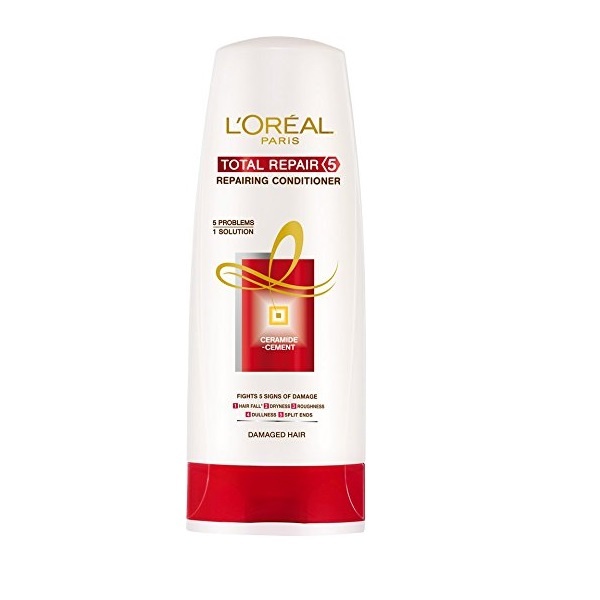 L'ORÉAL
PARIS
TOTAL REPAIR 5
REPAIRING CONDITIONER
5 PROBLEMS
1 SOLUTION
CERAMIDE
-CEMENT
FIGHTS 5 SIGNS OF DAMAGE
1 HAIR FALL* 2 DRYNESS 3 ROUGHNESS
4 DULLNESS 5 SPLIT ENDS
DAMAGED HAIR